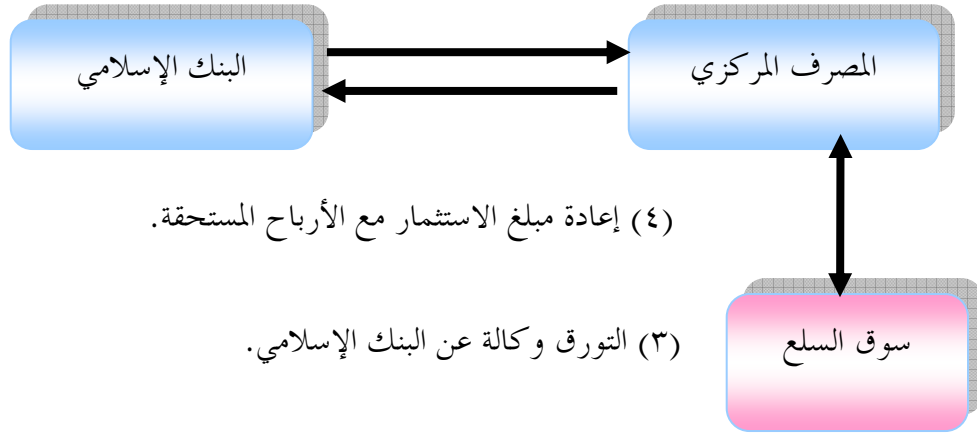 المصرف المركزي
البنك الإسلامي
(٤) إعادة مبلغ الاستثمار مع الأرباح المستحقة.
(٣) التورق وكالة عن البنك الإسلامي.
سوق السلع